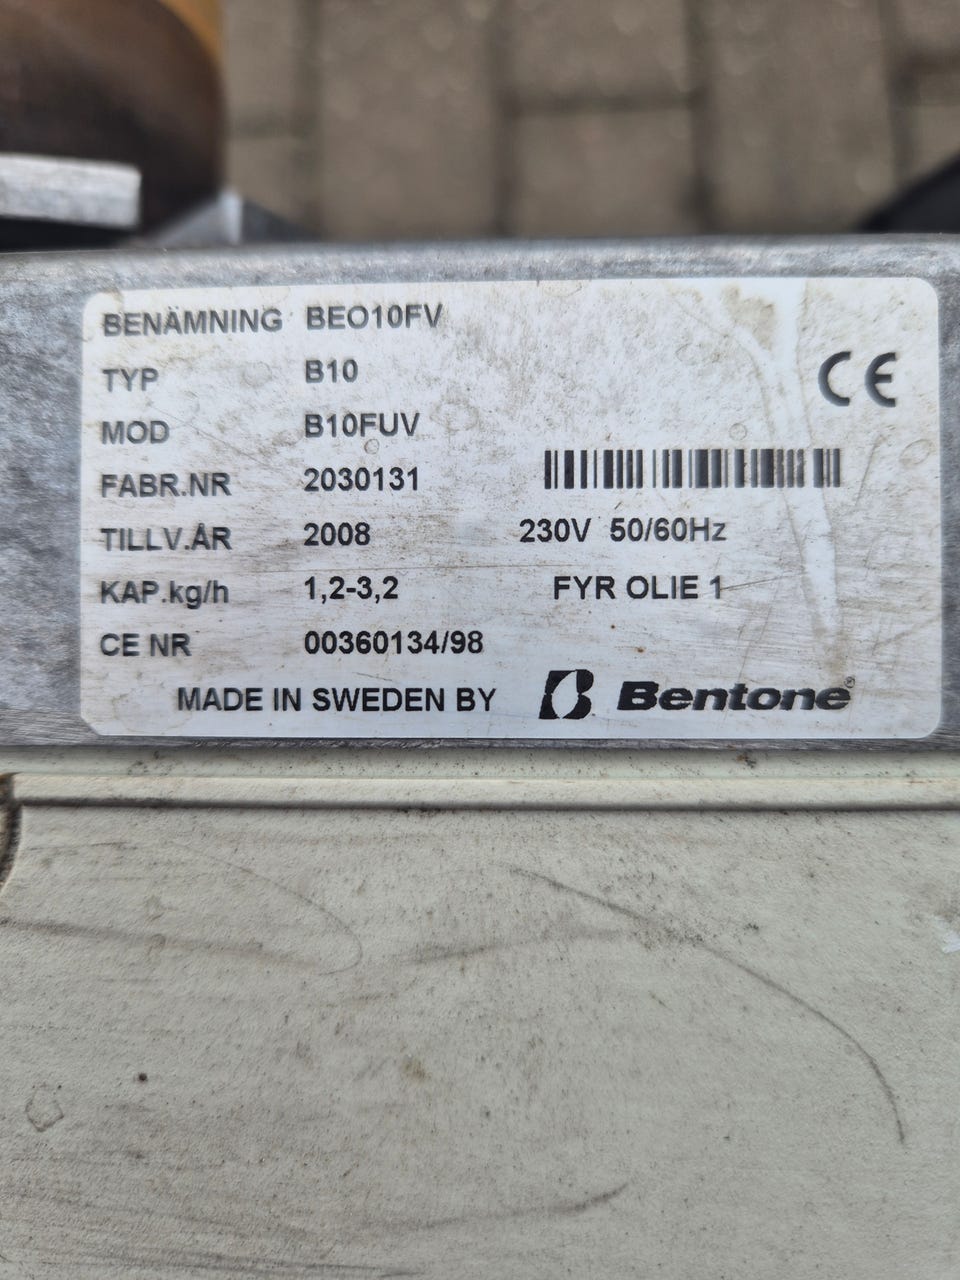 BENÄMNING BEO10FV
TYP B10
CE
MOD B10FUV
FABR.NR 2030131
TILLV.ÅR 2008 230V 50/60Hz
KAP.kg/h 1,2-3,2 FYR OLIE 1
CE NR 00360134/98
MADE IN SWEDEN BY B Bentone®